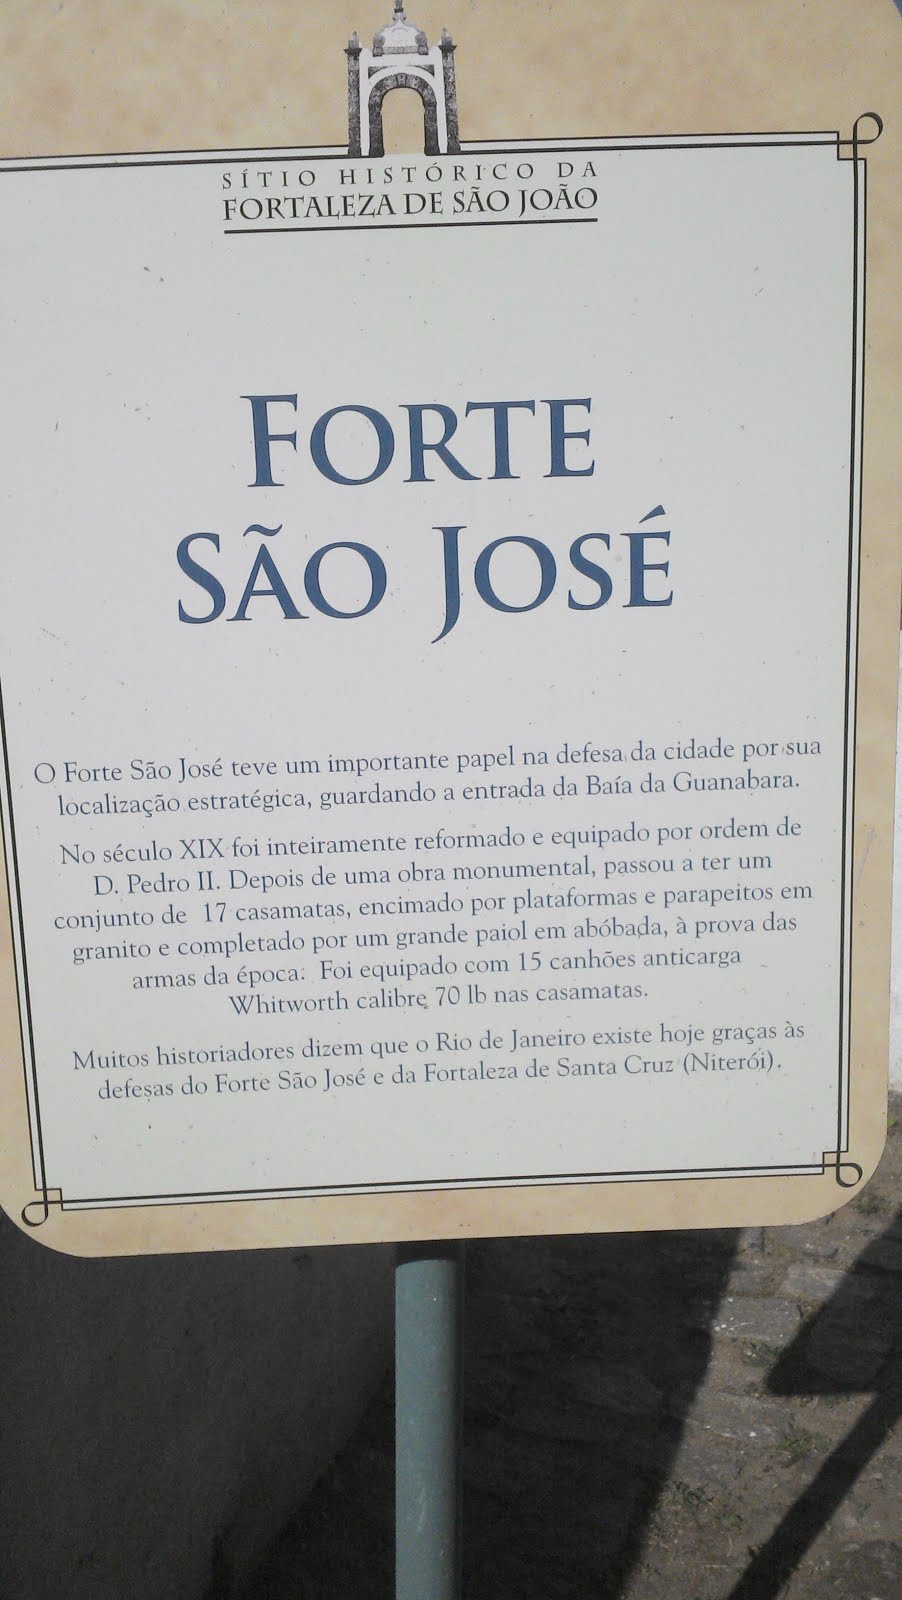 SÍTIO HISTÓRICO DA
FORTALEZA DE SÃO JOÃO
FORTE
SÃO JOSÉ
O Forte São José teve um importante papel na defesa da cidade por sua
localização estratégica, guardando a entrada da Baía da Guanabara.
No século XIX foi inteiramente reformado e equipado por ordem de
D. Pedro II. Depois de uma obra monumental, passou a ter um
conjunto de 17 casamatas, encimado por plataformas e parapeitos em
granito e completado por um grande paiol em abóbada, à prova das
armas da época: Foi equipado com 15 canhões anticarga
Whitworth calibre 70 lb nas casamatas.
Muitos historiadores dizem que o Rio de Janeiro existe hoje graças às
defesas do Forte São José e da Fortaleza de Santa Cruz (Niterói).